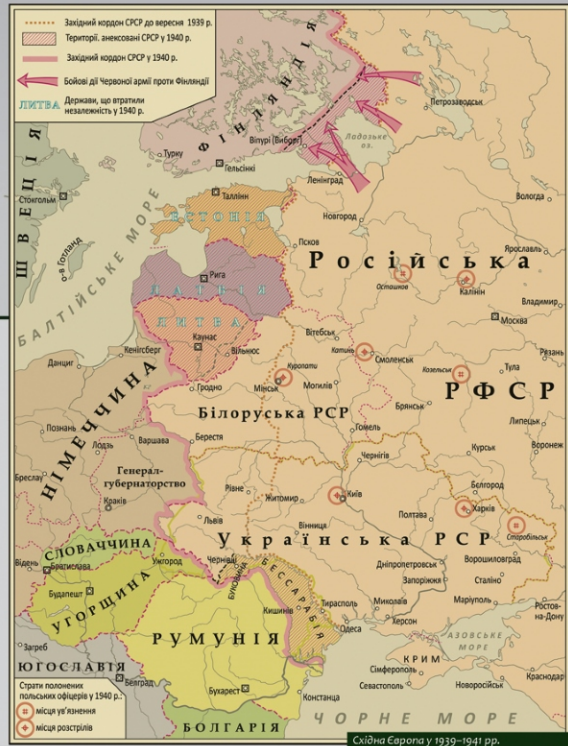 Західний кордон СРСР до вересня 1939 р.
Території, анексовані СРСР у 1940 р.
Західний кордон СРСР у 1940 р.
Бойові дії Червоної армії проти Фінляндії
ЛИТВА
Держави, що втратили
незалежність у 1940 р.
ШВЕЦІЯ
ФІНЛЯНДІЯ
Петрозаводськ
Ладозьке
оз.
Віпурі (Виборг)
Турку
Гельсінкі
Ленінград
Стокгольм
Таллінн
ЕСТОНІЯ
Новгород
Вологда
о-в Готланд
БАЛТІЙСЬКЕ МОРЕ
Псков
Ярославль
Російська
Рига
Осташков
Калінін
ЛАТВІЯ
Владимир
Москва
ЛИТВА
Вітебськ
Кенігсберг
Каунас
Вільнюс
Катинь
Смоленськ
Рязань
Данциг
Куропати
Козельськ
Тула
Гродно
Мінськ
Могилів
РФСР
НІМЕЧЧИНА
Білоруська РСР
Брянськ
Липецьк
Познань
Варшава
Берестя
Гомель
Лодзь
Курськ
Воронеж
Чернігів
Бреслау
Генерал-
губернаторство
Бєлгород
Рівне
Житомир
Київ
Краків
Харків
Львів
Полтава
Старобільськ
Вінниця
Українська РСР
СЛОВАЧЧИНА
Відень
Братислава
Ужгород
Чернівці
Дніпропетровськ
Ворошиловград
БУКОВИНА
БЕССАРАБІЯ
Запоріжжя
Сталіно
Будапешт
УГОРЩИНА
Кишинів
Тирасполь
Миколаїв
Маріуполь
Ростов-
на-Дону
РУМУНІЯ
Одеса
Херсон
АЗОВСЬКЕ
МОРЕ
Загреб
ЮГОСЛАВІЯ
КРИМ
Белград
Сімферополь
Краснодар
Страти полонених
польських офіцерів у 1940 р.:
місця ув'язнення
місця розстрілів
Бухарест
Севастополь
Новоросійськ
Констанца
БОЛГАРІЯ
ЧОРНЕ МОРЕ
Східна Європа у 1939–1941 рр.